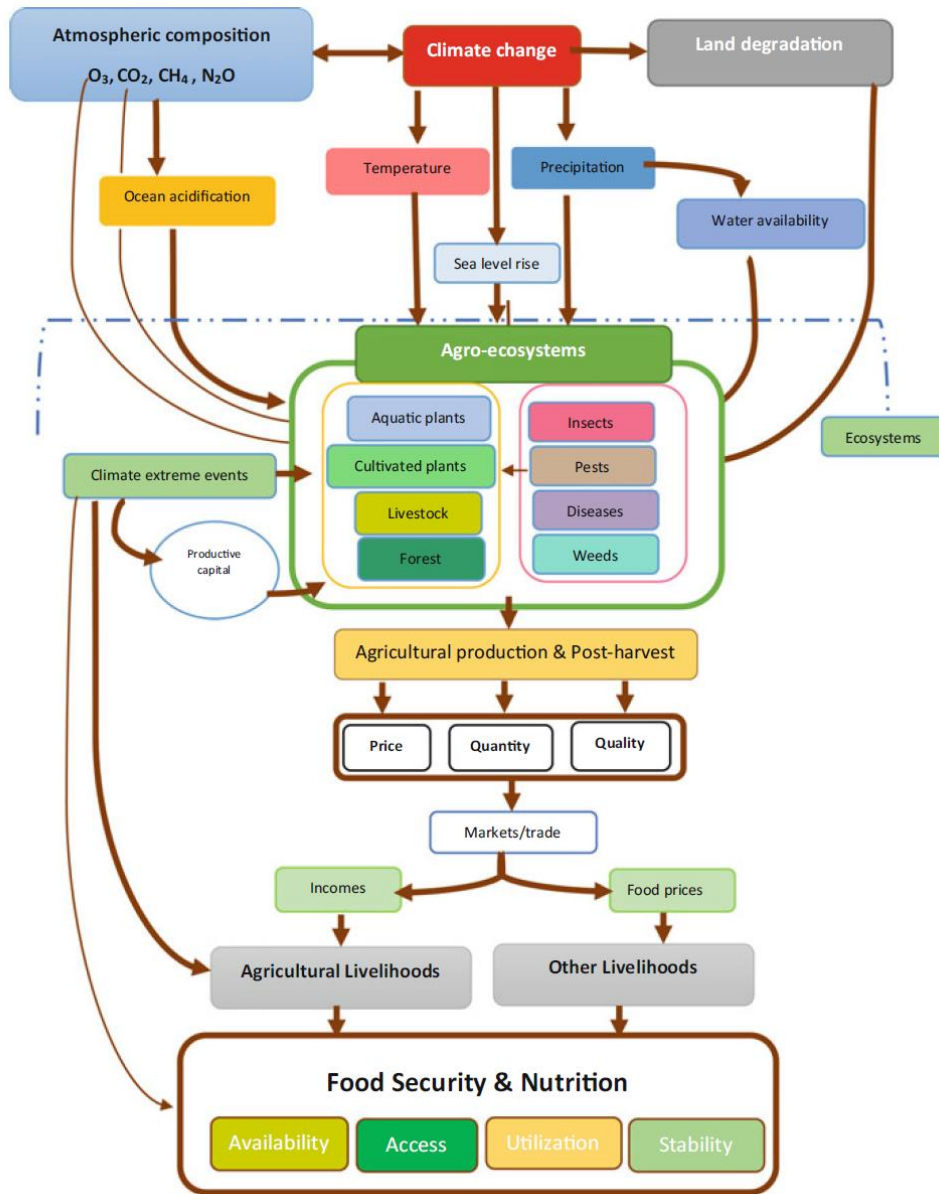 Atmospheric composition
O₃, CO₂, CH₄ , N₂O
Climate change
Land degradation
Temperature
Precipitation
Ocean acidification
Water availability
Sea level rise
Agro-ecosystems
Aquatic plants
Insects
Ecosystems
Cultivated plants
Pests
Climate extreme events
Livestock
Diseases
Forest
Weeds
Productive
capital
Agricultural production & Post-harvest
Price
Quantity
Quality
Markets/trade
Incomes
Food prices
Agricultural Livelihoods
Other Livelihoods
Food Security & Nutrition
Availability
Access
Utilization
Stability